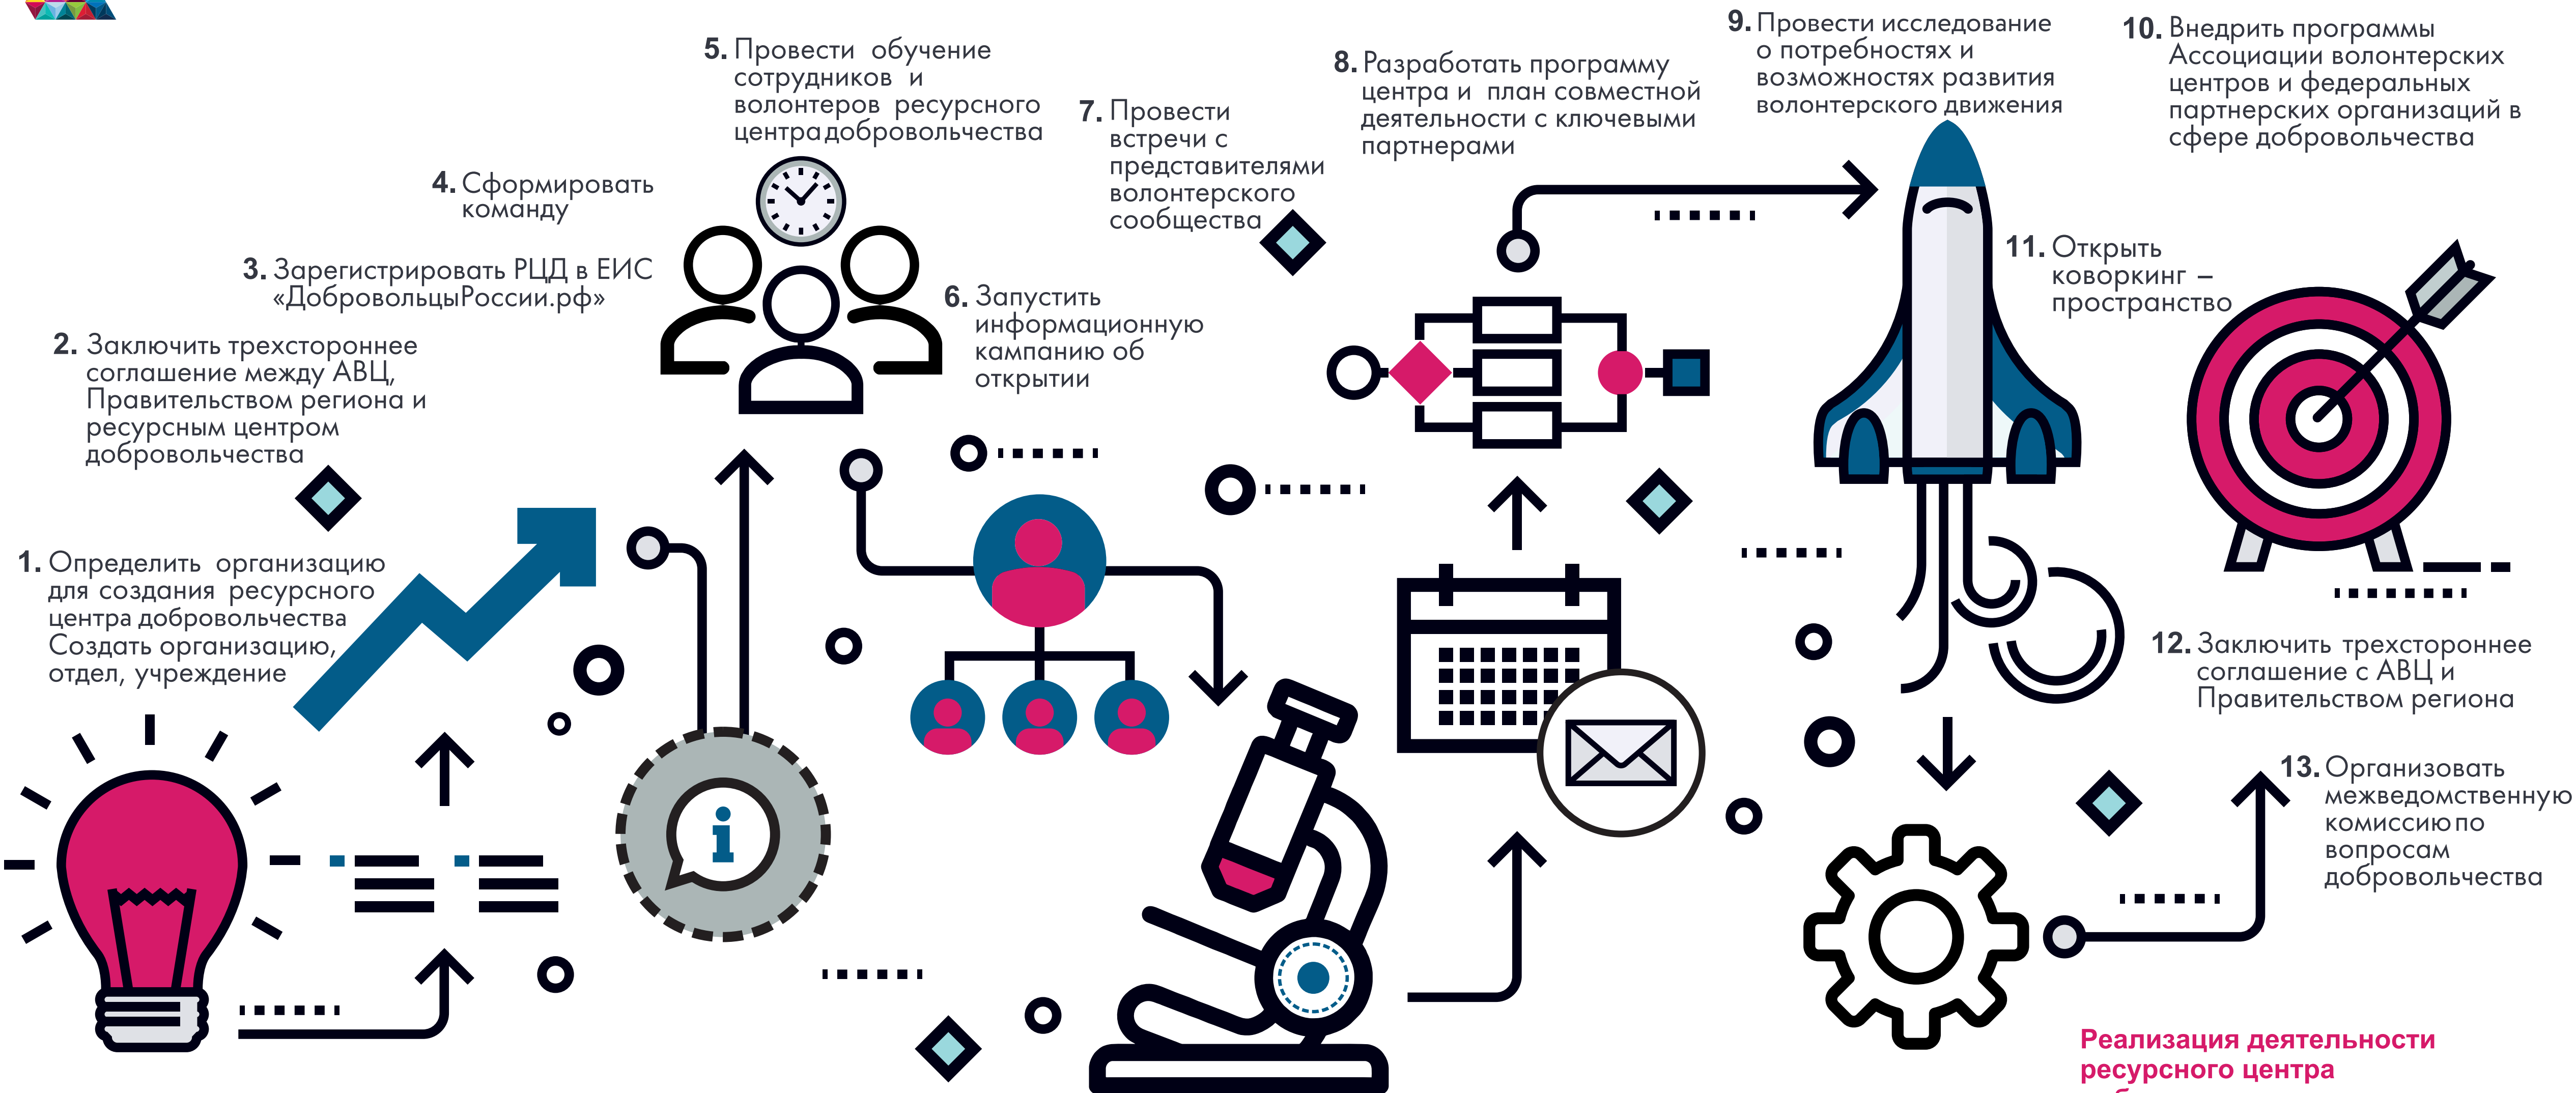 1. Определить организацию
для создания ресурсного
центра добровольчества
Создать организацию,
отдел, учреждение
2. Заключить трехстороннее
соглашение между АВЦ,
Правительством региона и
ресурсным центром
добровольчества
3. Зарегистрировать РЦД в ЕИС
«ДобровольцыРоссии.рф»
4. Сформировать
команду
5. Провести обучение
сотрудников и
волонтеров ресурсного
центра добровольчества
6. Запустить
информационную
кампанию об
открытии
7. Провести
встречи с
представителями
волонтерского
сообщества
8. Разработать программу
центра и план совместной
деятельности с ключевыми
партнерами
9. Провести исследование
о потребностях и
возможностях развития
волонтерского движения
10. Внедрить программы
Ассоциации волонтерских
центров и федеральных
партнерских организаций в
сфере добровольчества
11. Открыть
коворкинг –
пространство
12. Заключить трехстороннее
соглашение с АВЦ и
Правительством региона
13. Организовать
межведомственную
комиссию по
вопросам
добровольчества
i
Реализация деятельности
ресурсного центра